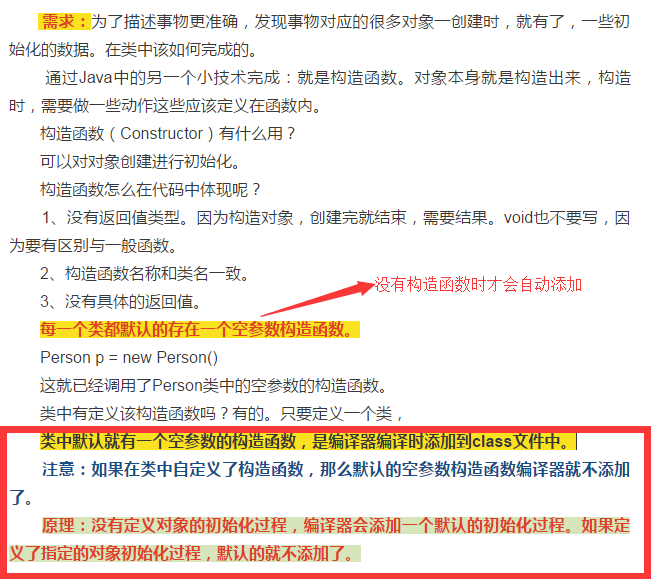 需求：为了描述事物更准确，发现事物对应的很多对象一创建时，就有了，一些初
始化的数据。在类中该如何完成的。
通过Java中的另一个小技术完成：就是构造函数。对象本身就是构造出来，构造
时，需要做一些动作这些应该定义在函数内。
构造函数（Constructor）有什么用？
可以对对象创建进行初始化。
构造函数怎么在代码中体现呢？
1、没有返回值类型。因为构造对象，创建完就结束，需要结果。void也不要写，因
为要有区别与一般函数。
2、构造函数名称和类名一致。
没有构造函数时才会自动添加
3、没有具体的返回值。
每一个类都默认的存在一个空参数构造函数。
Person p = new Person()
这就已经调用了Person类中的空参数的构造函数。
类中有定义该构造函数吗？有的。只要定义一个类，
类中默认就有一个空参数的构造函数，是编译器编译时添加到class文件中。
注意：如果在类中自定义了构造函数，那么默认的空参数构造函数编译器就不添加
了。
原理：没有定义对象的初始化过程，编译器会添加一个默认的初始化过程。如果定
义了指定的对象初始化过程，默认的就不添加了。